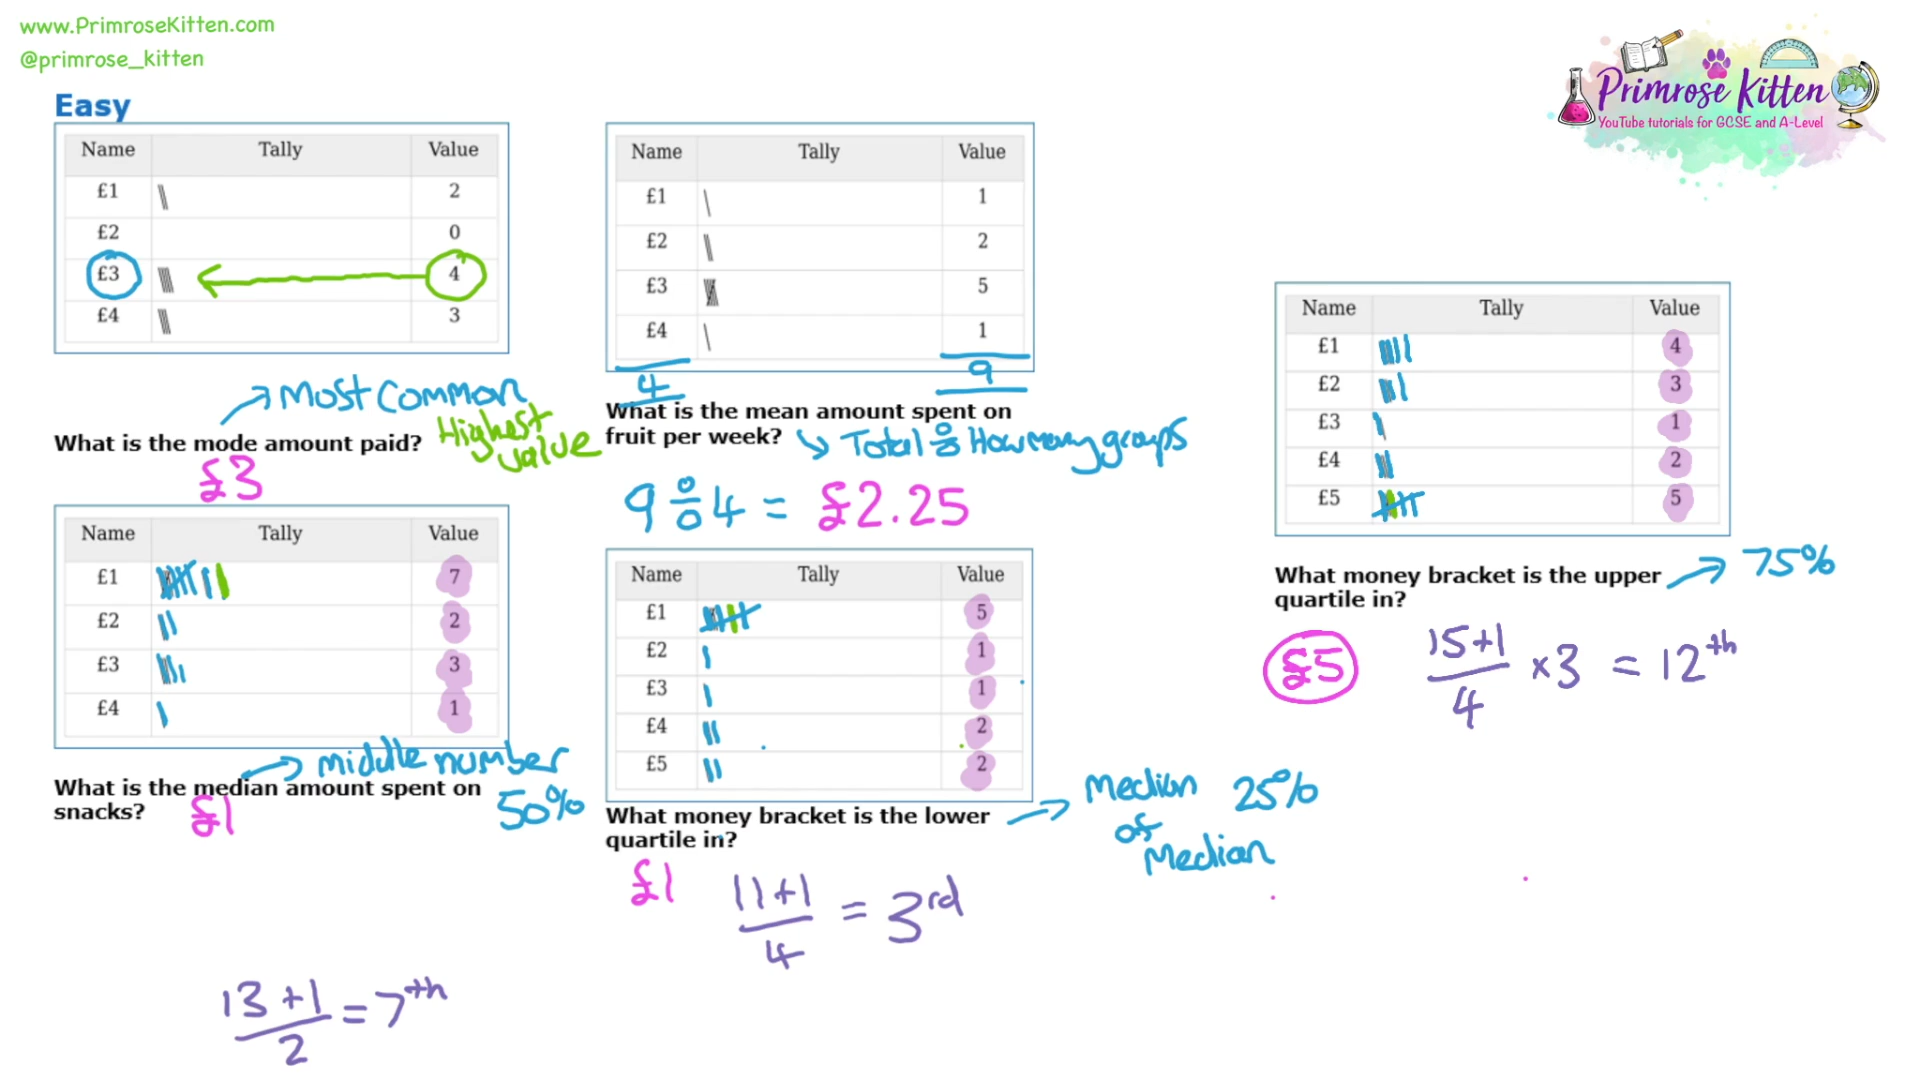 www.PrimroseKitten.com
@primrose_kitten
Primrose Kitten
YouTube tutorials for GCSE and A-Level
Easy
Name Tally Value
£1 2
£2 0
£3 4
£4 3
Most Common
What is the mode amount paid?
Highest
value
£3
Name Tally Value
£1 7
£2 2
£3 3
£4 1
middle number
What is the median amount spent on
snacks?
£1
50%
13+1
2
=7th
Name Tally Value
£1 1
£2 2
£3 5
£4 1
4 9
What is the mean amount spent on
fruit per week?
Total ÷ How many groups
9÷4 = £2.25
Name Tally Value
£1 5
£2 1
£3 1
£4 2
£5 2
What money bracket is the lower
quartile in?
Median 25%
of
Median
£1
11+1
4
= 3rd
Name Tally Value
£1 4
£2 3
£3 1
£4 2
£5 5
What money bracket is the upper
quartile in?
75%
£5
15+1
4
×3 = 12th